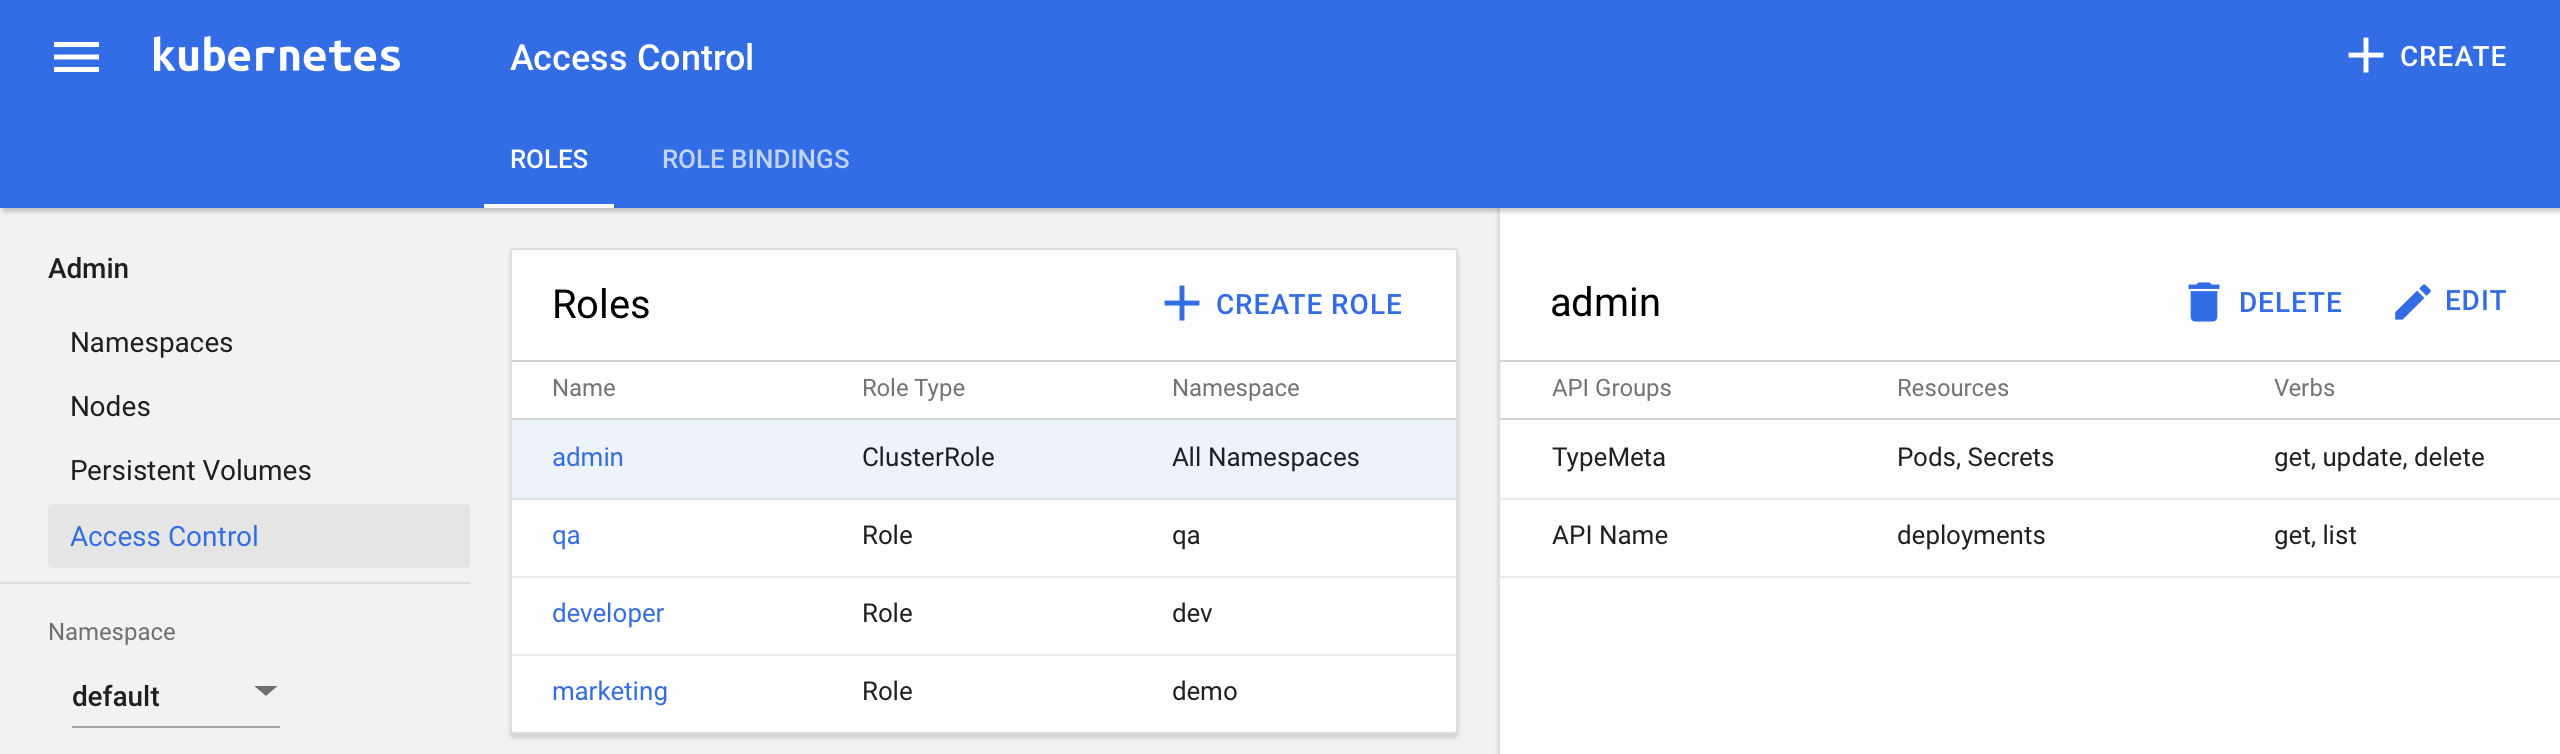 kubernetes
Access Control
CREATE
ROLES
ROLE BINDINGS
Admin
Namespaces
Nodes
Persistent Volumes
Access Control
Namespace
default
Roles
CREATE ROLE
Name Role Type Namespace
admin ClusterRole All Namespaces
qa Role qa
developer Role dev
marketing Role demo
admin
DELETE
EDIT
API Groups Resources Verbs
TypeMeta Pods, Secrets get, update, delete
API Name deployments get, list